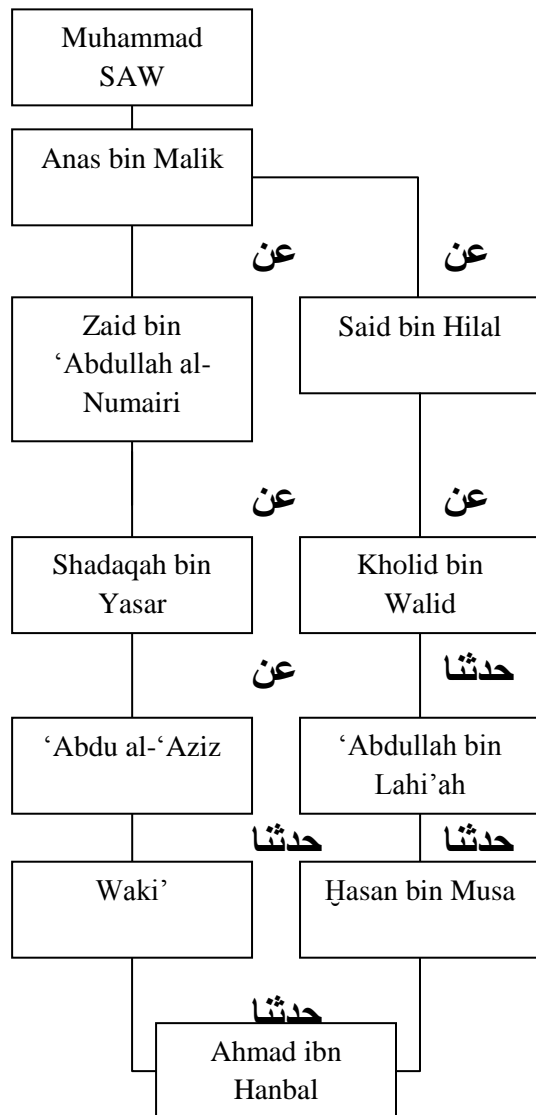 Muhammad
SAW
Anas bin Malik
عن
عن
Zaid bin
‘Abdullah al-
Numairi
Said bin Hilal
عن
عن
Shadaqah bin
Yasar
Kholid bin
Walid
عن
حدثنا
‘Abdu al-‘Aziz
‘Abdullah bin
Lahi’ah
حدثنا
حدثنا
Waki’
Ḫasan bin Musa
حدثنا
Ahmad ibn
Hanbal